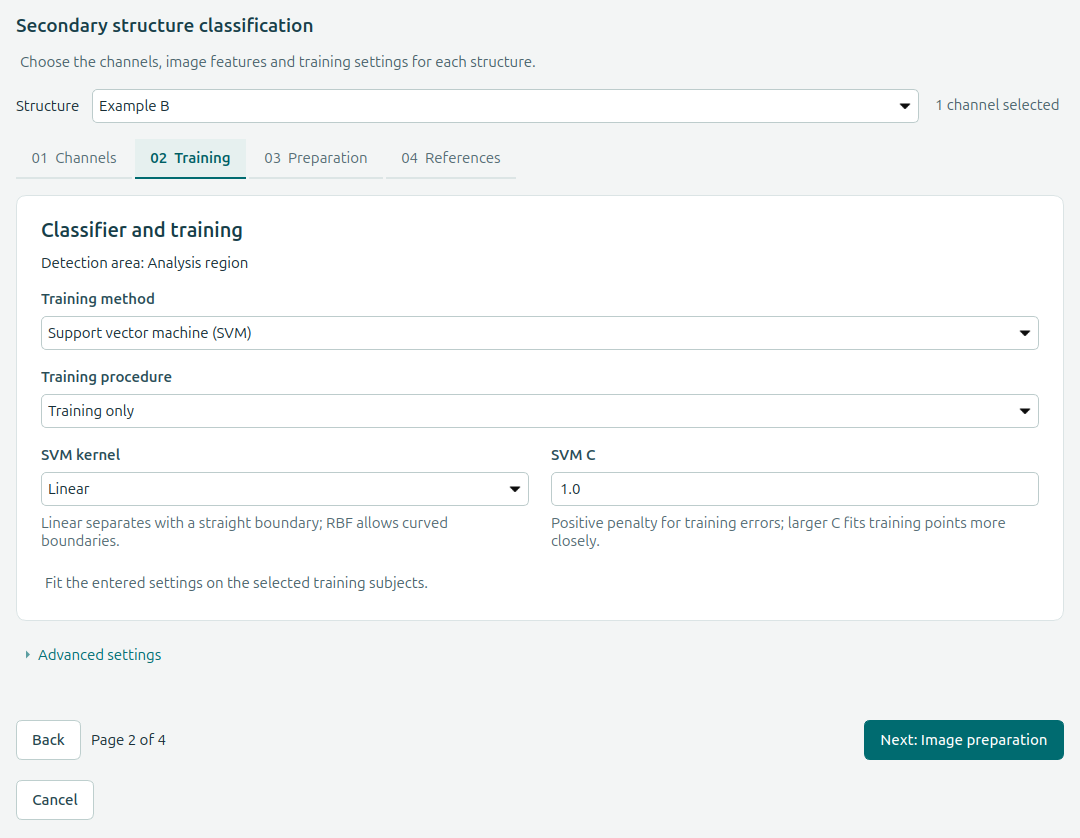 Secondary structure classification
Choose the channels, image features and training settings for each structure.
Structure Example B 1 channel selected
01 Channels 02 Training 03 Preparation 04 References
Classifier and training
Detection area: Analysis region
Training method
Support vector machine (SVM)
Training procedure
Training only
SVM kernel SVM C
Linear 1.0
Linear separates with a straight boundary; RBF allows curved
boundaries.
Positive penalty for training errors; larger C fits training points more
closely.
Fit the entered settings on the selected training subjects.
Advanced settings
Back Page 2 of 4 Next: Image preparation
Cancel